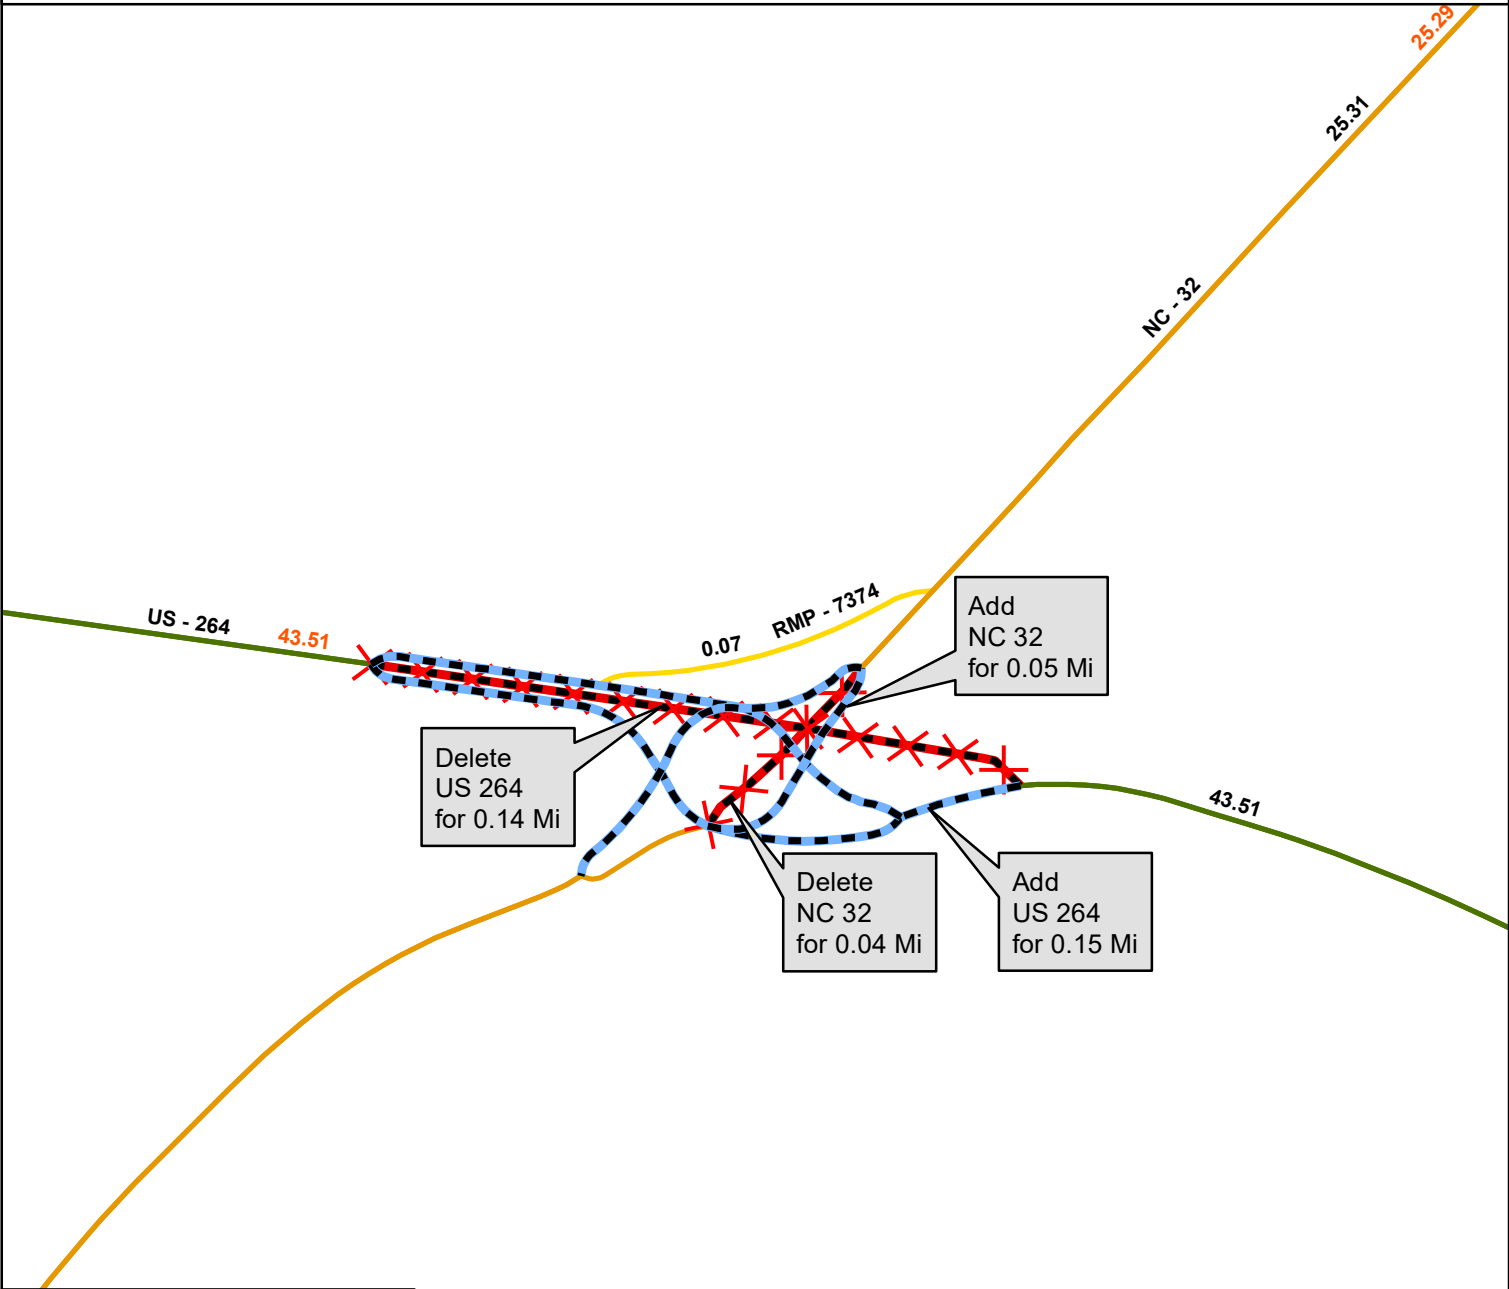 25.29
25.31
NC - 32
US - 264
43.51
0.07
RMP - 7374
Add
NC 32
for 0.05 Mi
Delete
US 264
for 0.14 Mi
43.51
Delete
NC 32
for 0.04 Mi
Add
US 264
for 0.15 Mi